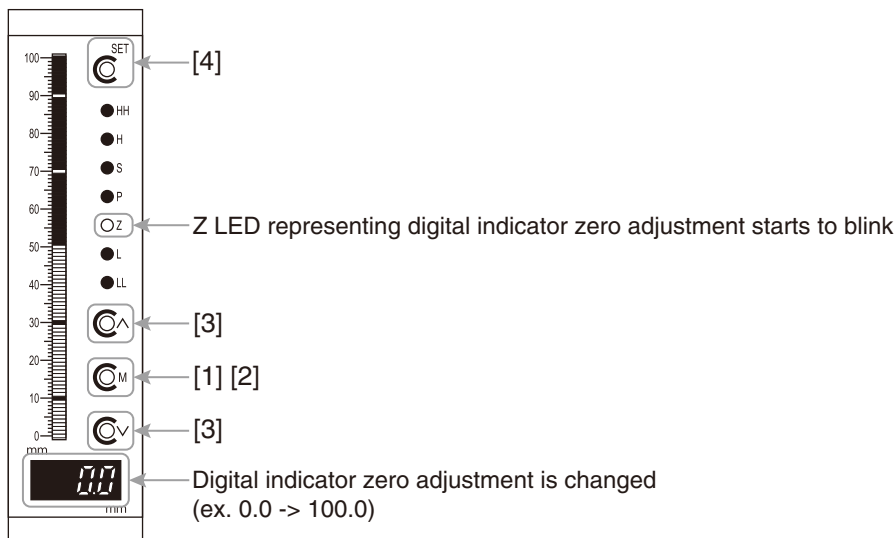 SET
[4]
100
90
HH
80
H
70
S
P
60
Z
Z LED representing digital indicator zero adjustment starts to blink
50
L
40
LL
30
[3]
20
M
[1] [2]
10
[3]
0
mm
0.0
Digital indicator zero adjustment is changed
mm
(ex. 0.0 -> 100.0)